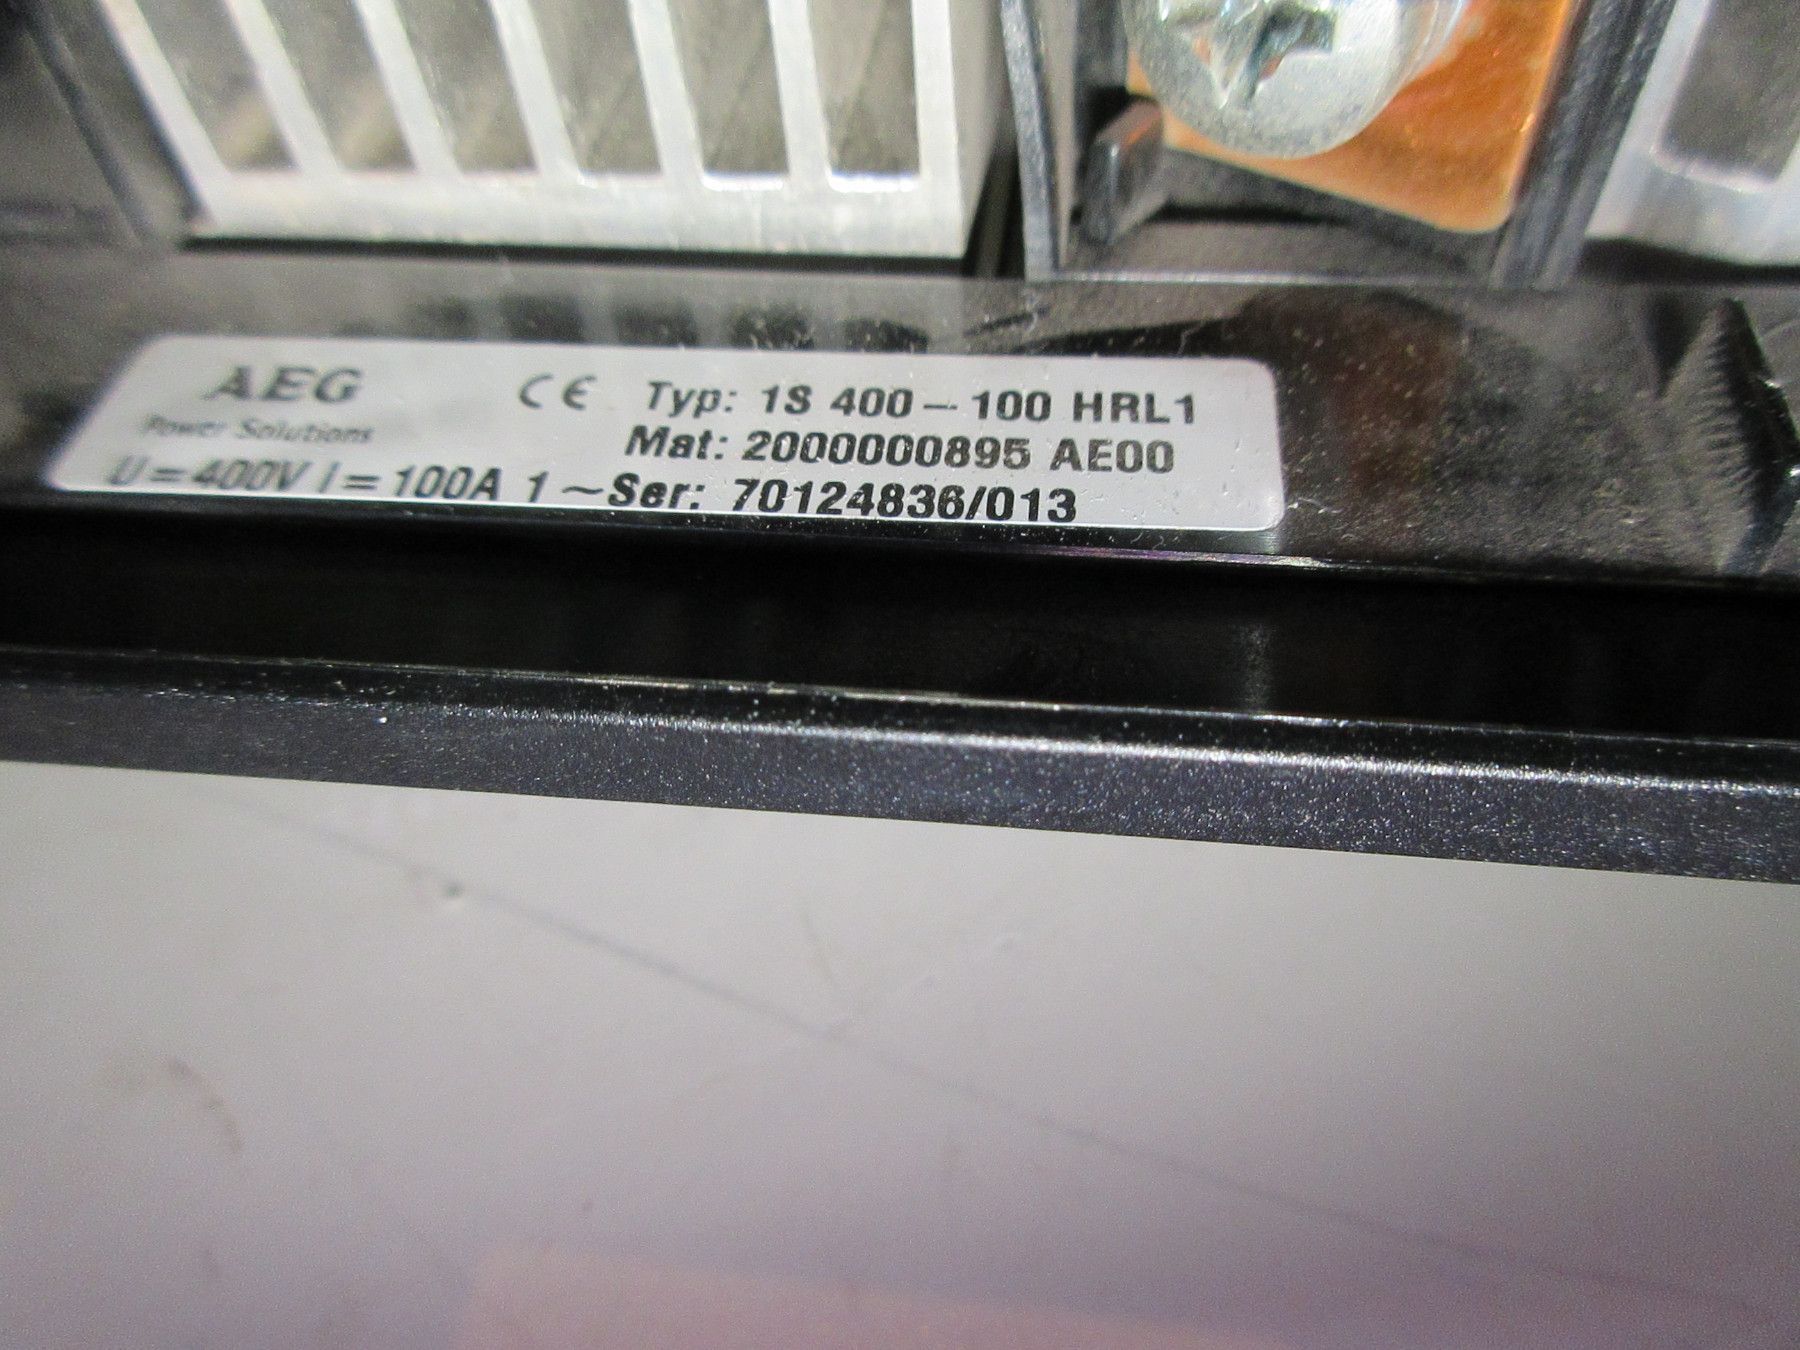 AEG
Power Solutions
CE Typ: 1S 400 – 100 HRL1
Mat: 2000000895 AE00
U = 400V I = 100A 1 ~ Ser: 70124836/013